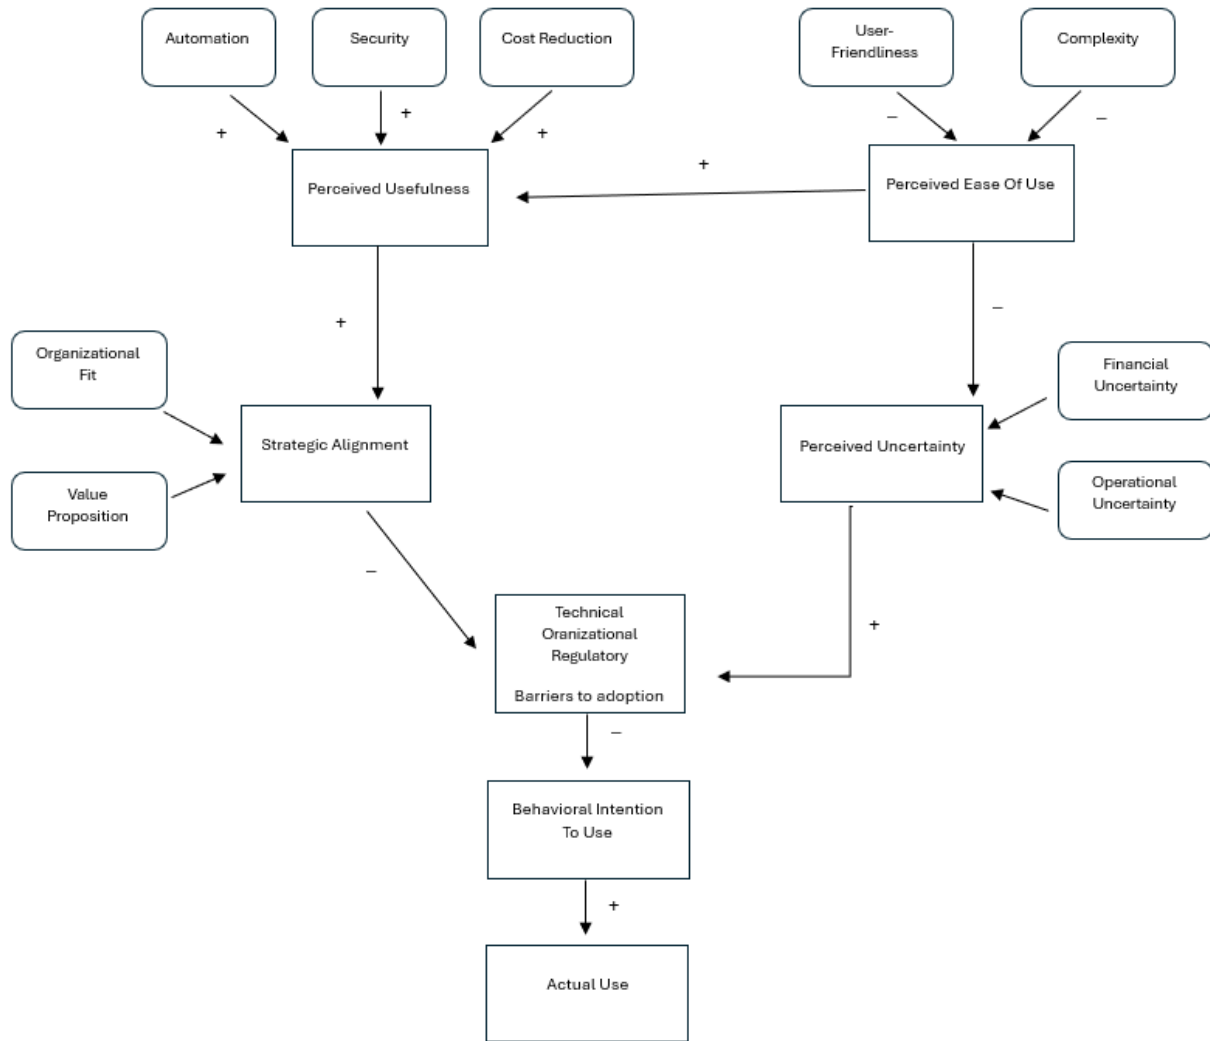 Automation
Security
Cost Reduction
User-
Friendliness
Complexity
+
+
+
–
–
Perceived Usefulness
+
Perceived Ease Of Use
+
–
Organizational
Fit
Value
Proposition
Strategic Alignment
Perceived Uncertainty
Financial
Uncertainty
Operational
Uncertainty
–
+
Technical
Oranizational
Regulatory
Barriers to adoption
–
Behavioral Intention
To Use
+
Actual Use